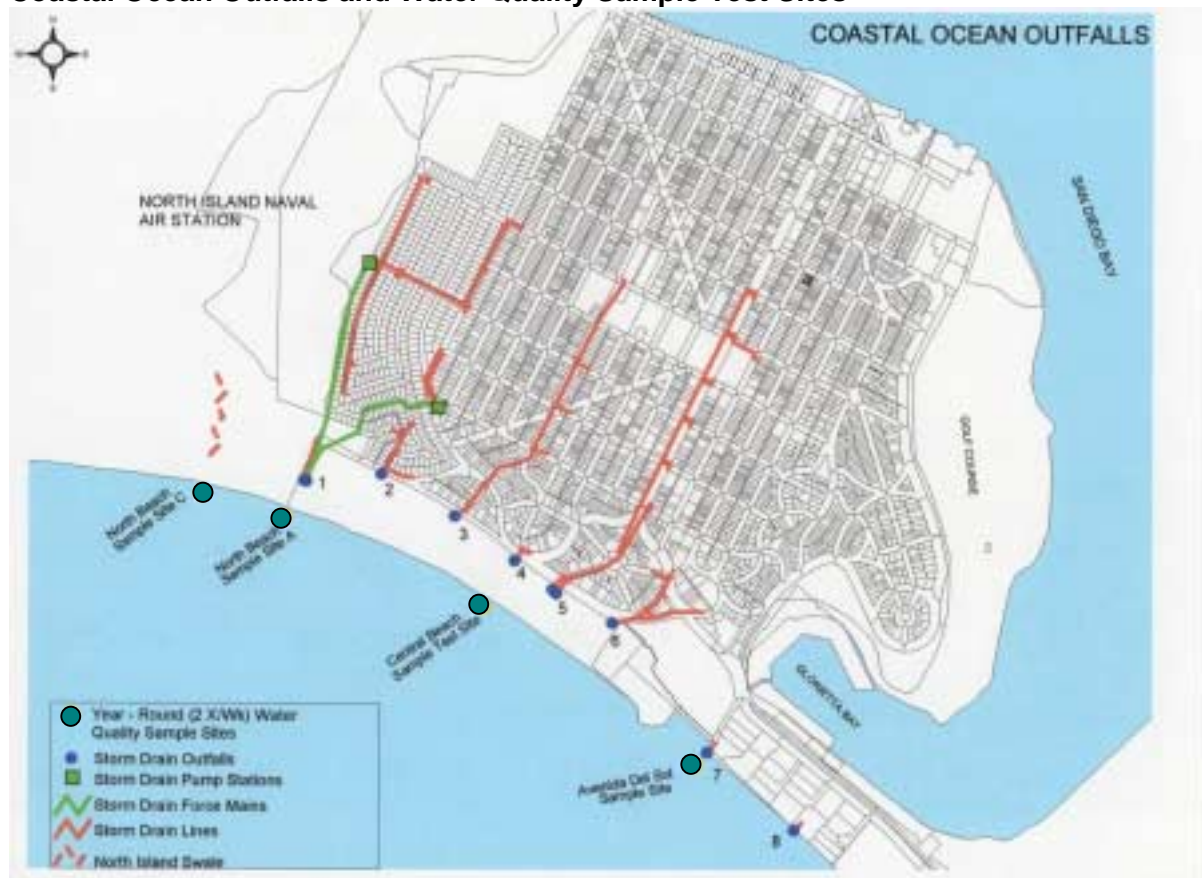 Coastal Ocean Outfalls and Water Quality Sample Test Sites
COASTAL OCEAN OUTFALLS
NORTH ISLAND NAVAL
AIR STATION
SAN DIEGO BAY
GOLF COURSE
GLORIETTA BAY
North Beach
Sample Site C
North Beach
Sample Site A
Central Beach
Sample Test Site
Avenida Del Sol
Sample Site
1
2
3
4
5
6
7
8
Year - Round (2 X/Wk) Water
Quality Sample Sites
Storm Drain Outfalls
Storm Drain Pump Stations
Storm Drain Force Mains
Storm Drain Lines
North Island Swale